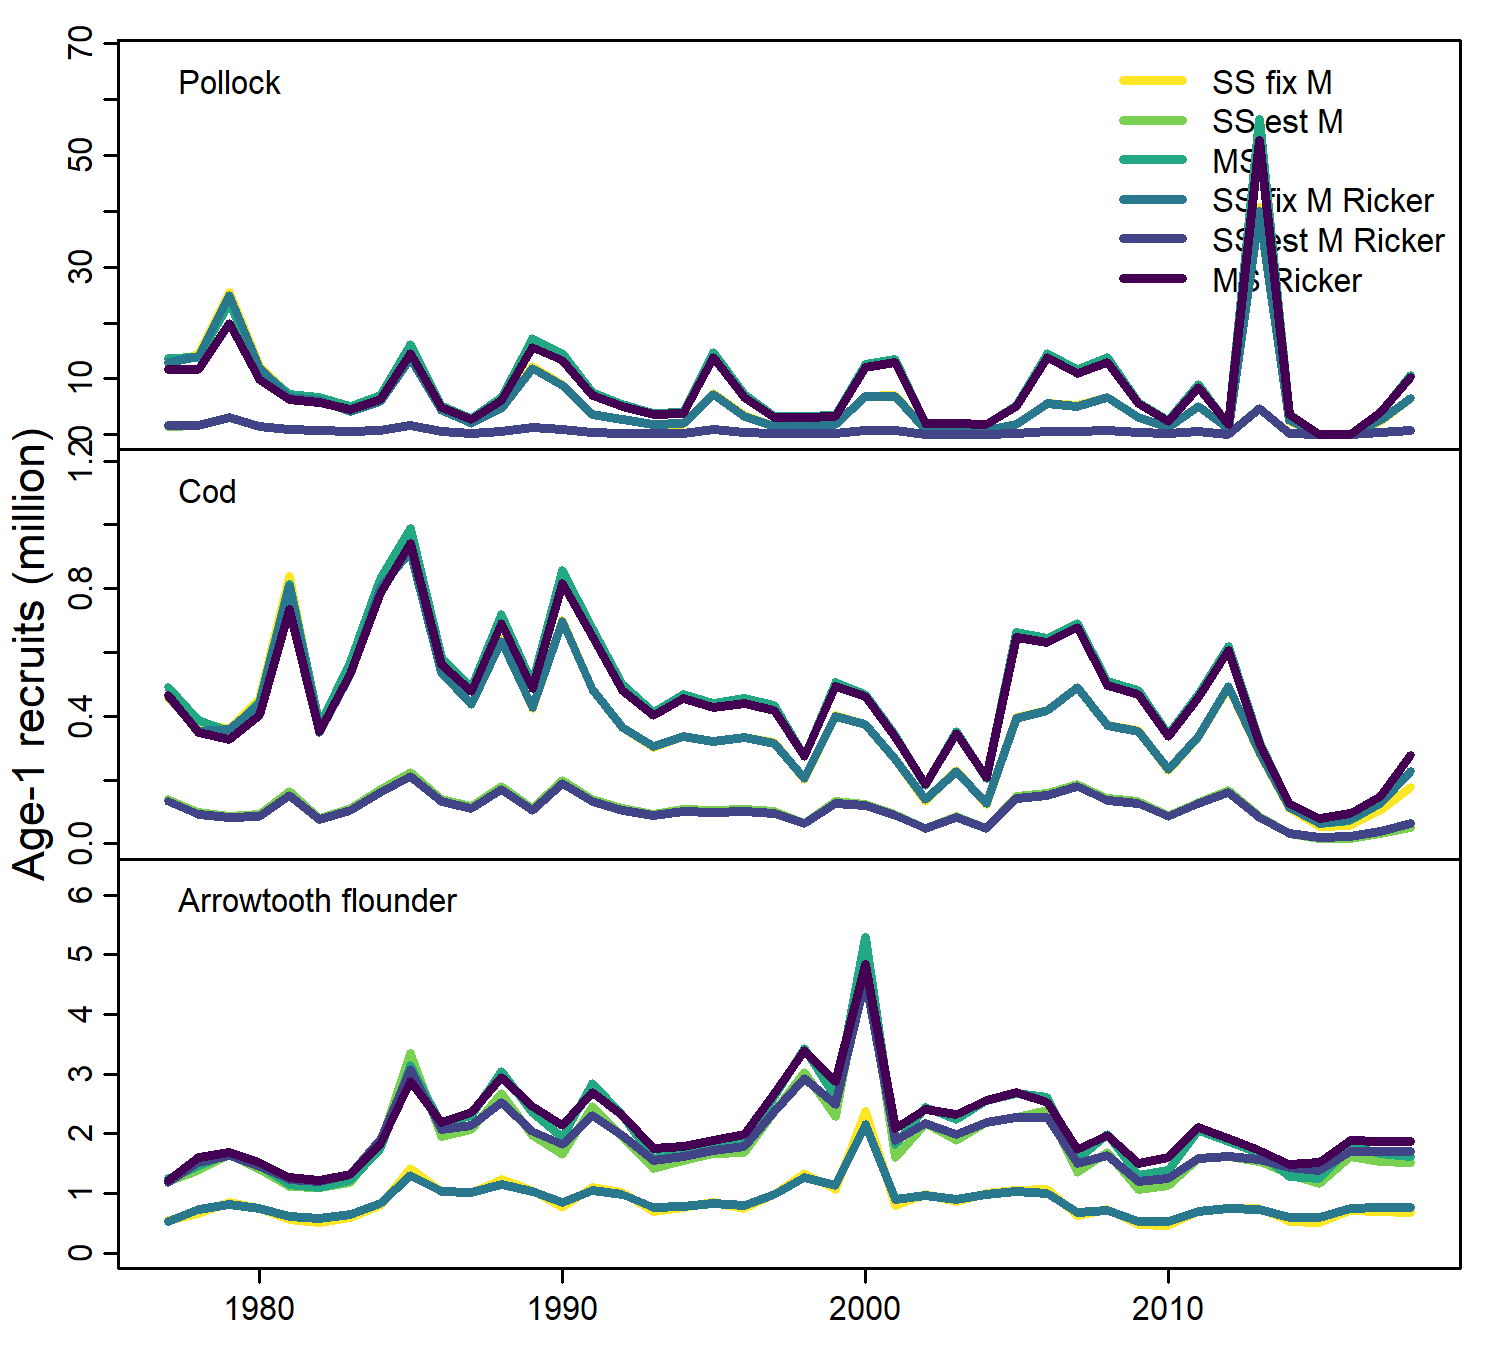 Pollock
SS fix M
SS est M
MS
SS fix M Ricker
SS est M Ricker
MS Ricker
70
50
30
10
Cod
1.20
0.8
0.4
0.0
Arrowtooth flounder
6
5
4
3
2
1
0
Age-1 recruits (million)
1980 1990 2000 2010